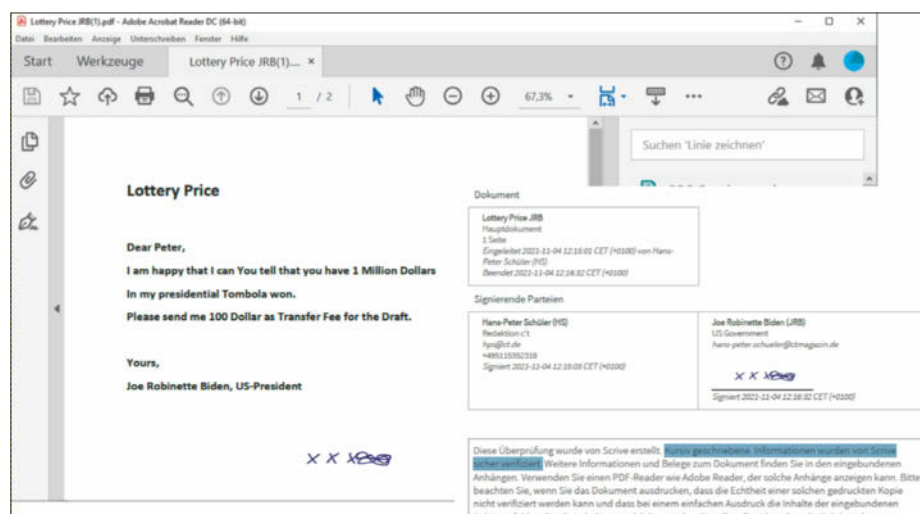 Lottery Price JRB(1).pdf - Adobe Acrobat Reader DC (64-bit)
Datei Bearbeiten Anzeige Unterschreiben Fenster Hilfe
Start Werkzeuge Lottery Price JRB(1).... ×
1 / 2 67,3%
Suchen 'Linie zeichnen'
Lottery Price
Dear Peter,
I am happy that I can You tell that you have 1 Million Dollars
In my presidential Tombola won.
Please send me 100 Dollar as Transfer Fee for the Draft.
Yours,
Joe Robinette Biden, US-President
x x x
Dokument
Lottery Price JRB
Hauptdokument
1 Seite
Eingeleitet 2021-11-04 12:15:01 CET (+0100) von Hans-
Peter Schüler (HS)
Beendet 2021-11-04 12:16:32 CET (+0100)
Signierende Parteien
Hans-Peter Schüler (HS)
Redaktion c't
hps@ct.de
+495115352316
Signiert 2021-11-04 12:15:03 CET (+0100)
Joe Robinette Biden (JRB)
US Government
hans-peter.schueler@ctmagazin.de
x x x
Signiert 2021-11-04 12:16:32 CET (+0100)
Diese Überprüfung wurde von Scrive erstellt. Kursiv geschriebene Informationen wurden von Scrive
sicher verifiziert. Weitere Informationen und Belege zum Dokument finden Sie in den eingebundenen
Anhängen. Verwenden Sie einen PDF-Reader wie Adobe Reader, der solche Anhänge anzeigen kann. Bitte
beachten Sie, wenn Sie das Dokument ausdrucken, dass die Echtheit einer solchen gedruckten Kopie
nicht verifiziert werden kann und dass bei einem einfachen Ausdruck die Inhalte der eingebundenen